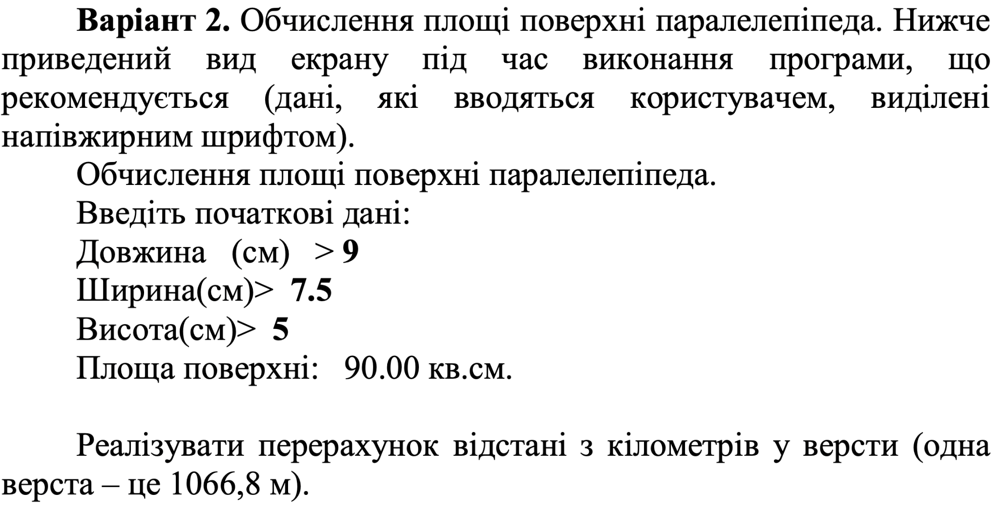 Варіант 2. Обчислення площі поверхні паралелепіпеда. Нижче
приведений вид екрану під час виконання програми, що
рекомендується (дані, які вводяться користувачем, виділені
напівжирним шрифтом).
Обчислення площі поверхні паралелепіпеда.
Введіть початкові дані:
Довжина (см) > 9
Ширина(см)> 7.5
Висота(см)> 5
Площа поверхні: 90.00 кв.см.
Реалізувати перерахунок відстані з кілометрів у версти (одна
верста – це 1066,8 м).